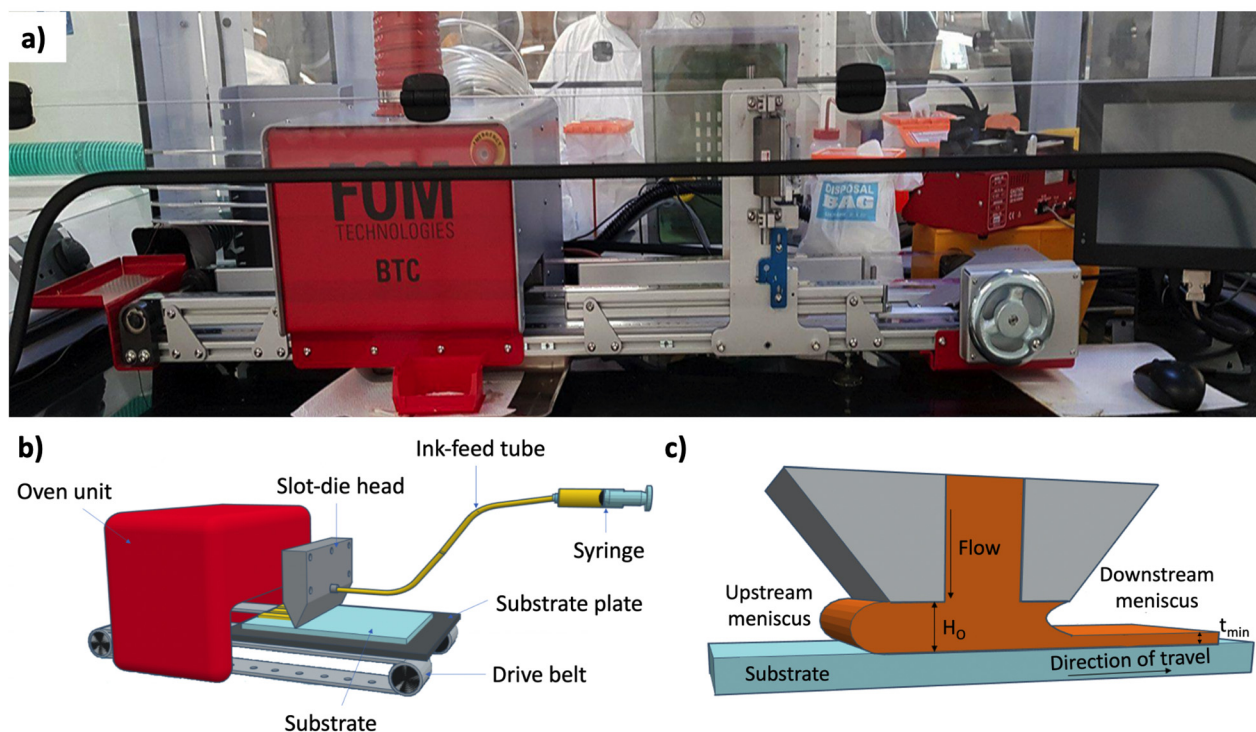 a)
EMERGENCY
FOM
TECHNOLOGIES
BTC
DISPOSAL
BAG
b)
Ink-feed tube
Slot-die head
Oven unit
Syringe
Substrate plate
Drive belt
Substrate
c)
Flow
Upstream
meniscus
Downstream
meniscus
H₀
tₘᵢₙ
Direction of travel
Substrate